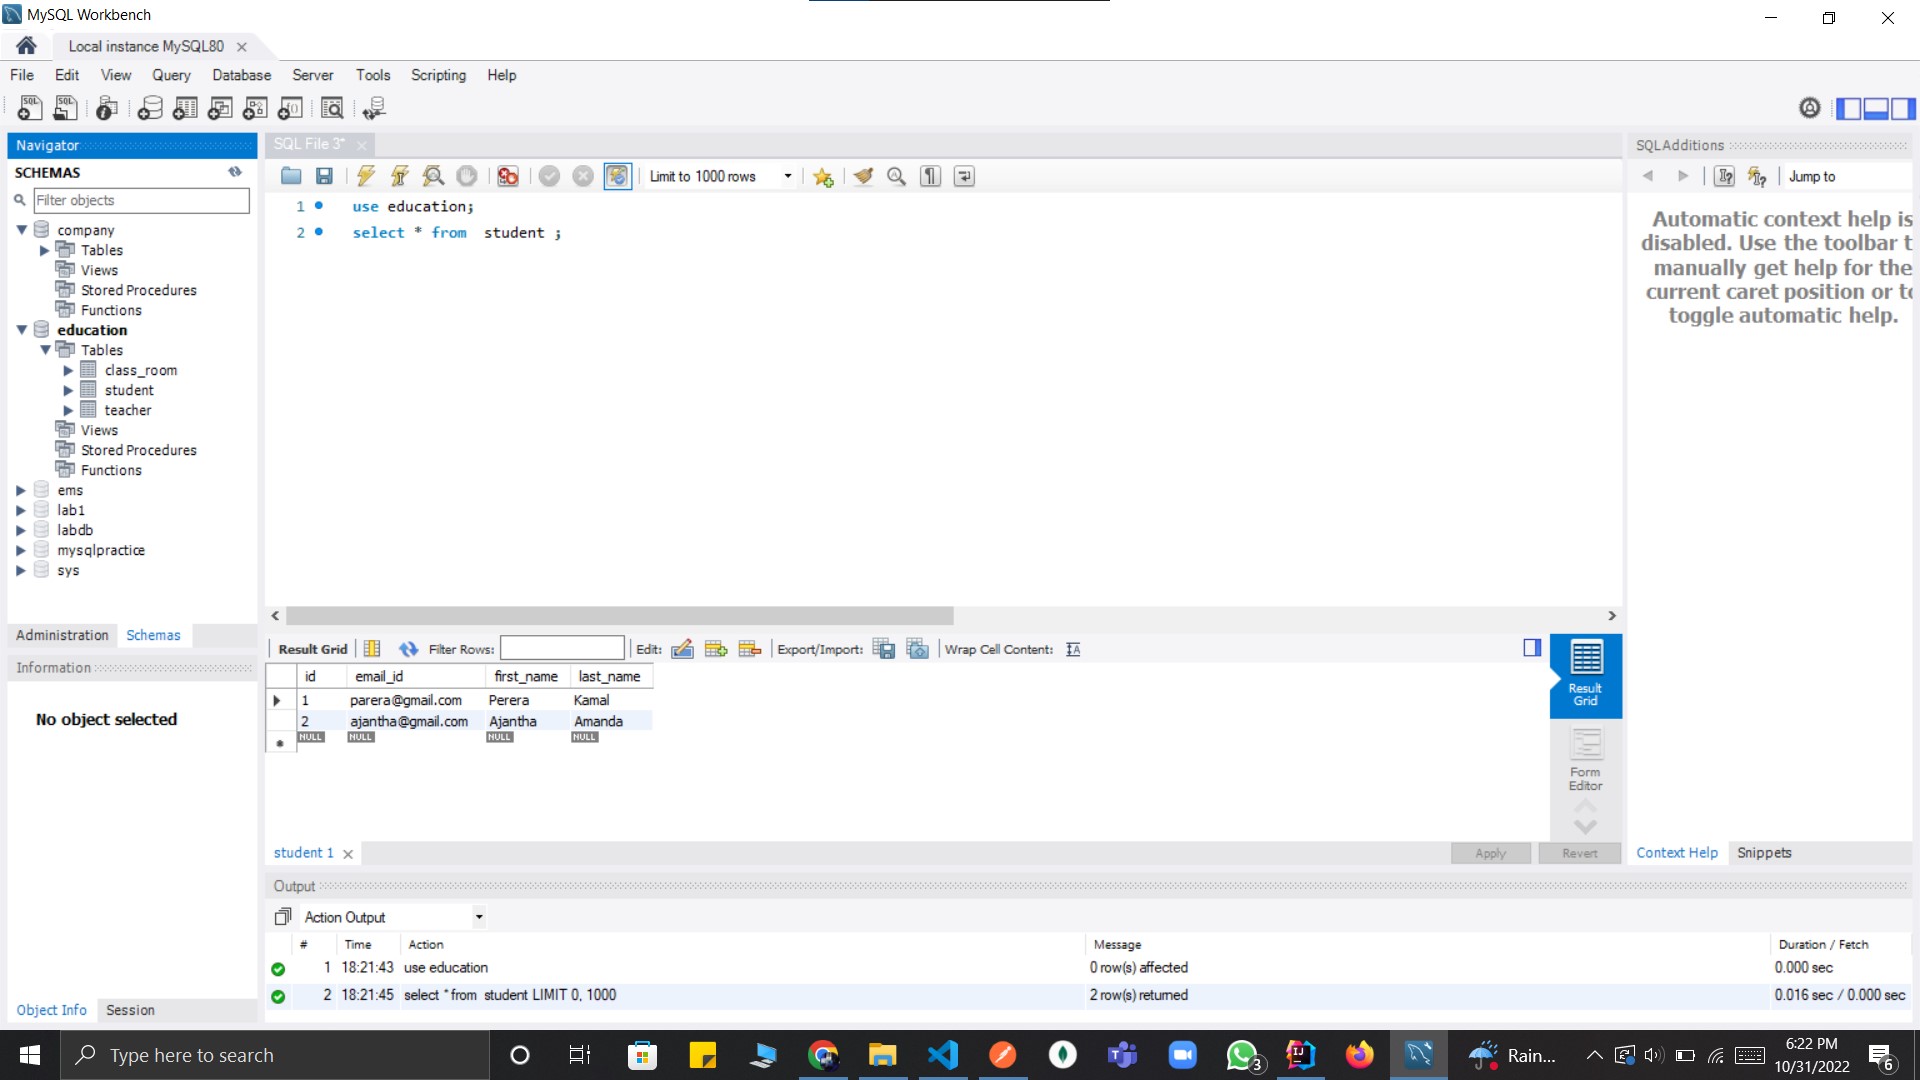 MySQL Workbench
Local instance MySQL80
File Edit View Query Database Server Tools Scripting Help
Navigator
SCHEMAS
Filter objects
company
Tables
Views
Stored Procedures
Functions
education
Tables
class_room
student
teacher
Views
Stored Procedures
Functions
ems
lab1
labdb
mysqlpractice
sys
Administration Schemas
Information
No object selected
Object Info Session
SQL File 3*
Limit to 1000 rows
1 use education;
2 select * from student ;
Result Grid Filter Rows: Edit: Export/Import: Wrap Cell Content:
id email_id first_name last_name
1 parera@gmail.com Perera Kamal
2 ajantha@gmail.com Ajantha Amanda
NULL NULL NULL NULL
Result
Grid
Form
Editor
student 1
Apply Revert
SQLAdditions
Jump to
Automatic context help is
disabled. Use the toolbar t
manually get help for the
current caret position or to
toggle automatic help.
Context Help Snippets
Output
Action Output
# Time Action Message Duration / Fetch
1 18:21:43 use education 0 row(s) affected 0.000 sec
2 18:21:45 select * from student LIMIT 0, 1000 2 row(s) returned 0.016 sec / 0.000 sec
Type here to search
3
Rain...
6:22 PM
10/31/2022
6